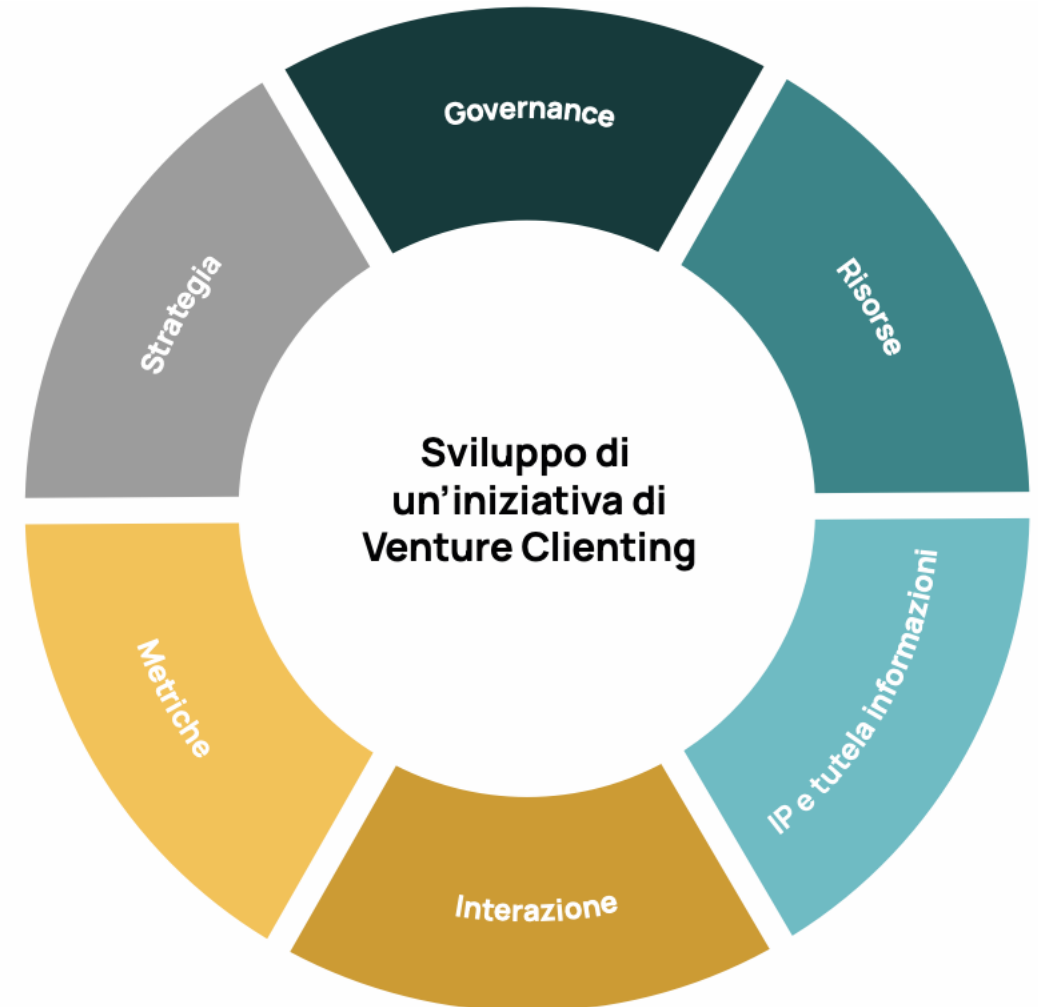 Governance
Risorse
IP e tutela informazioni
Interazione
Metriche
Strategia
Sviluppo di
un’iniziativa di
Venture Clienting